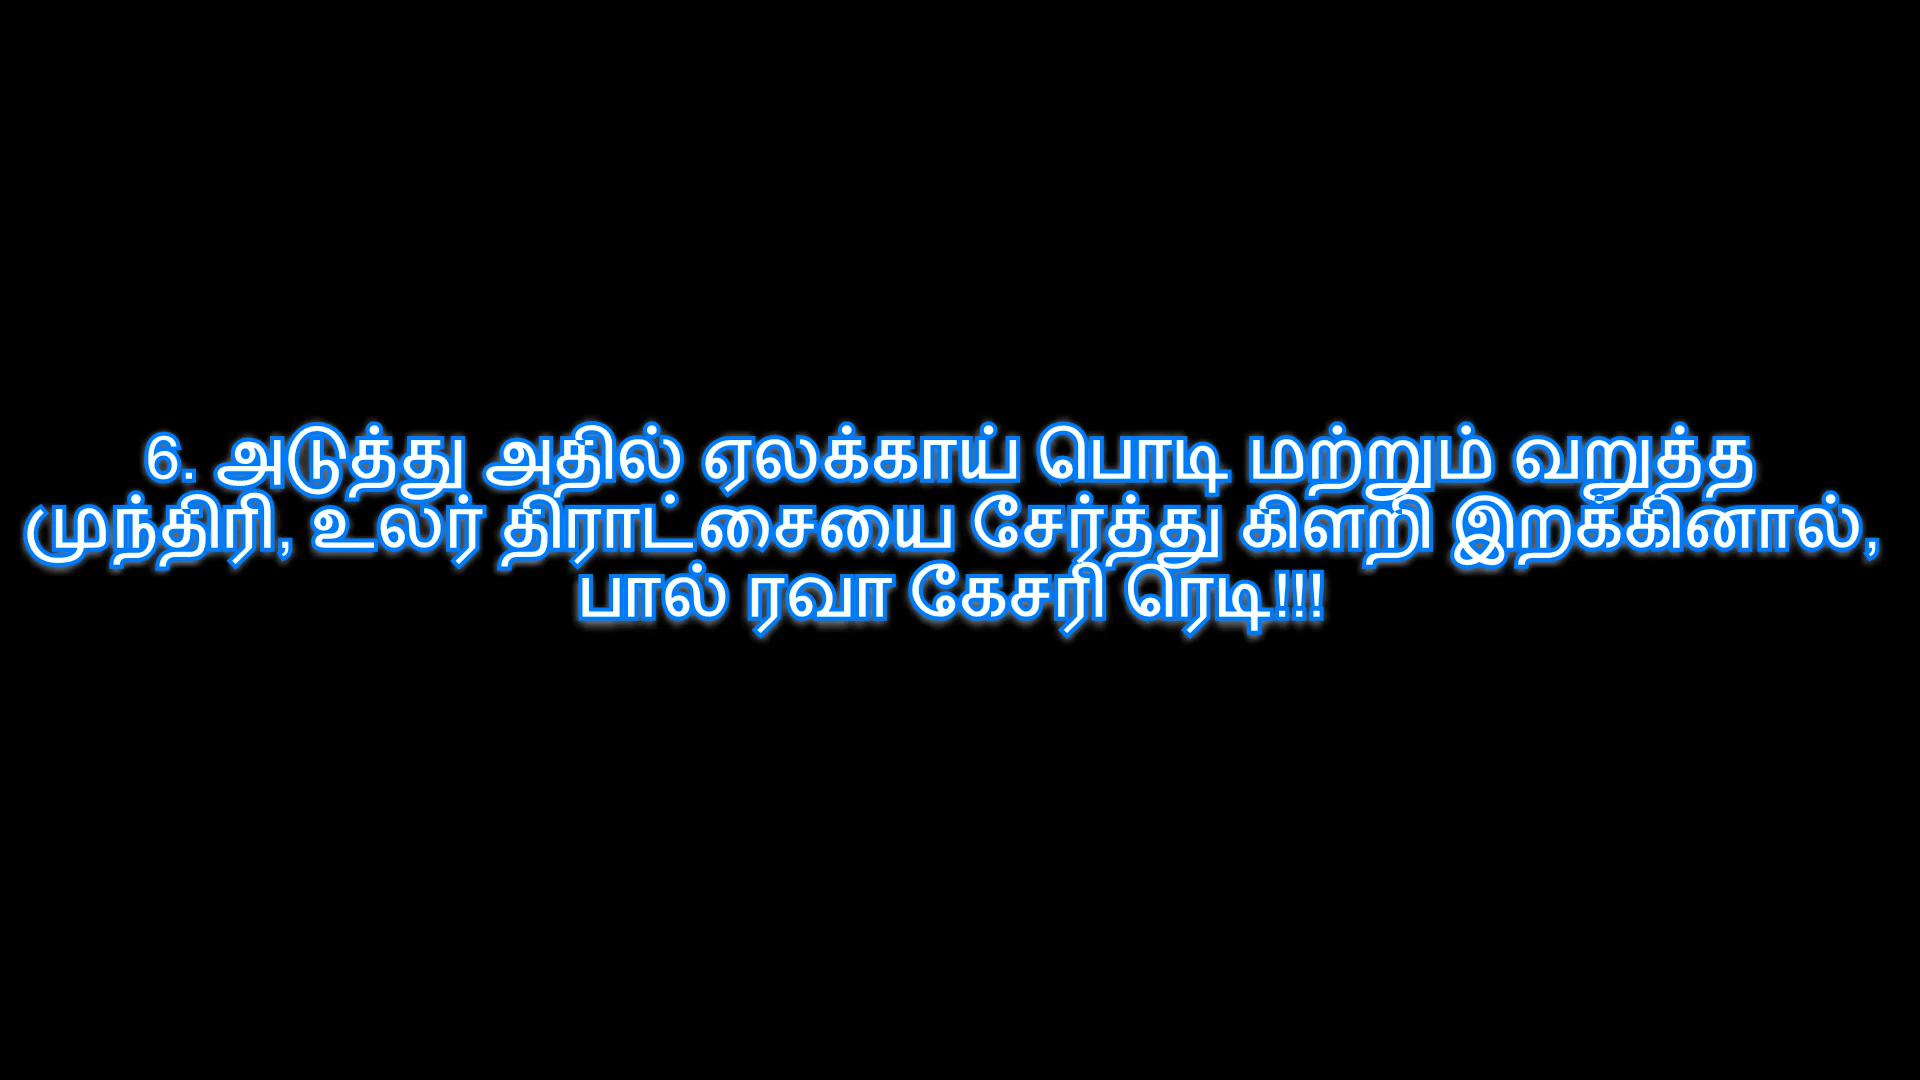 6. அடுத்து அதில் ஏலக்காய் பொடி மற்றும் வறுத்த
முந்திரி, உலர் திராட்சையை சேர்த்து கிளறி இறக்கினால்,
பால் ரவா கேசரி ரெடி!!!